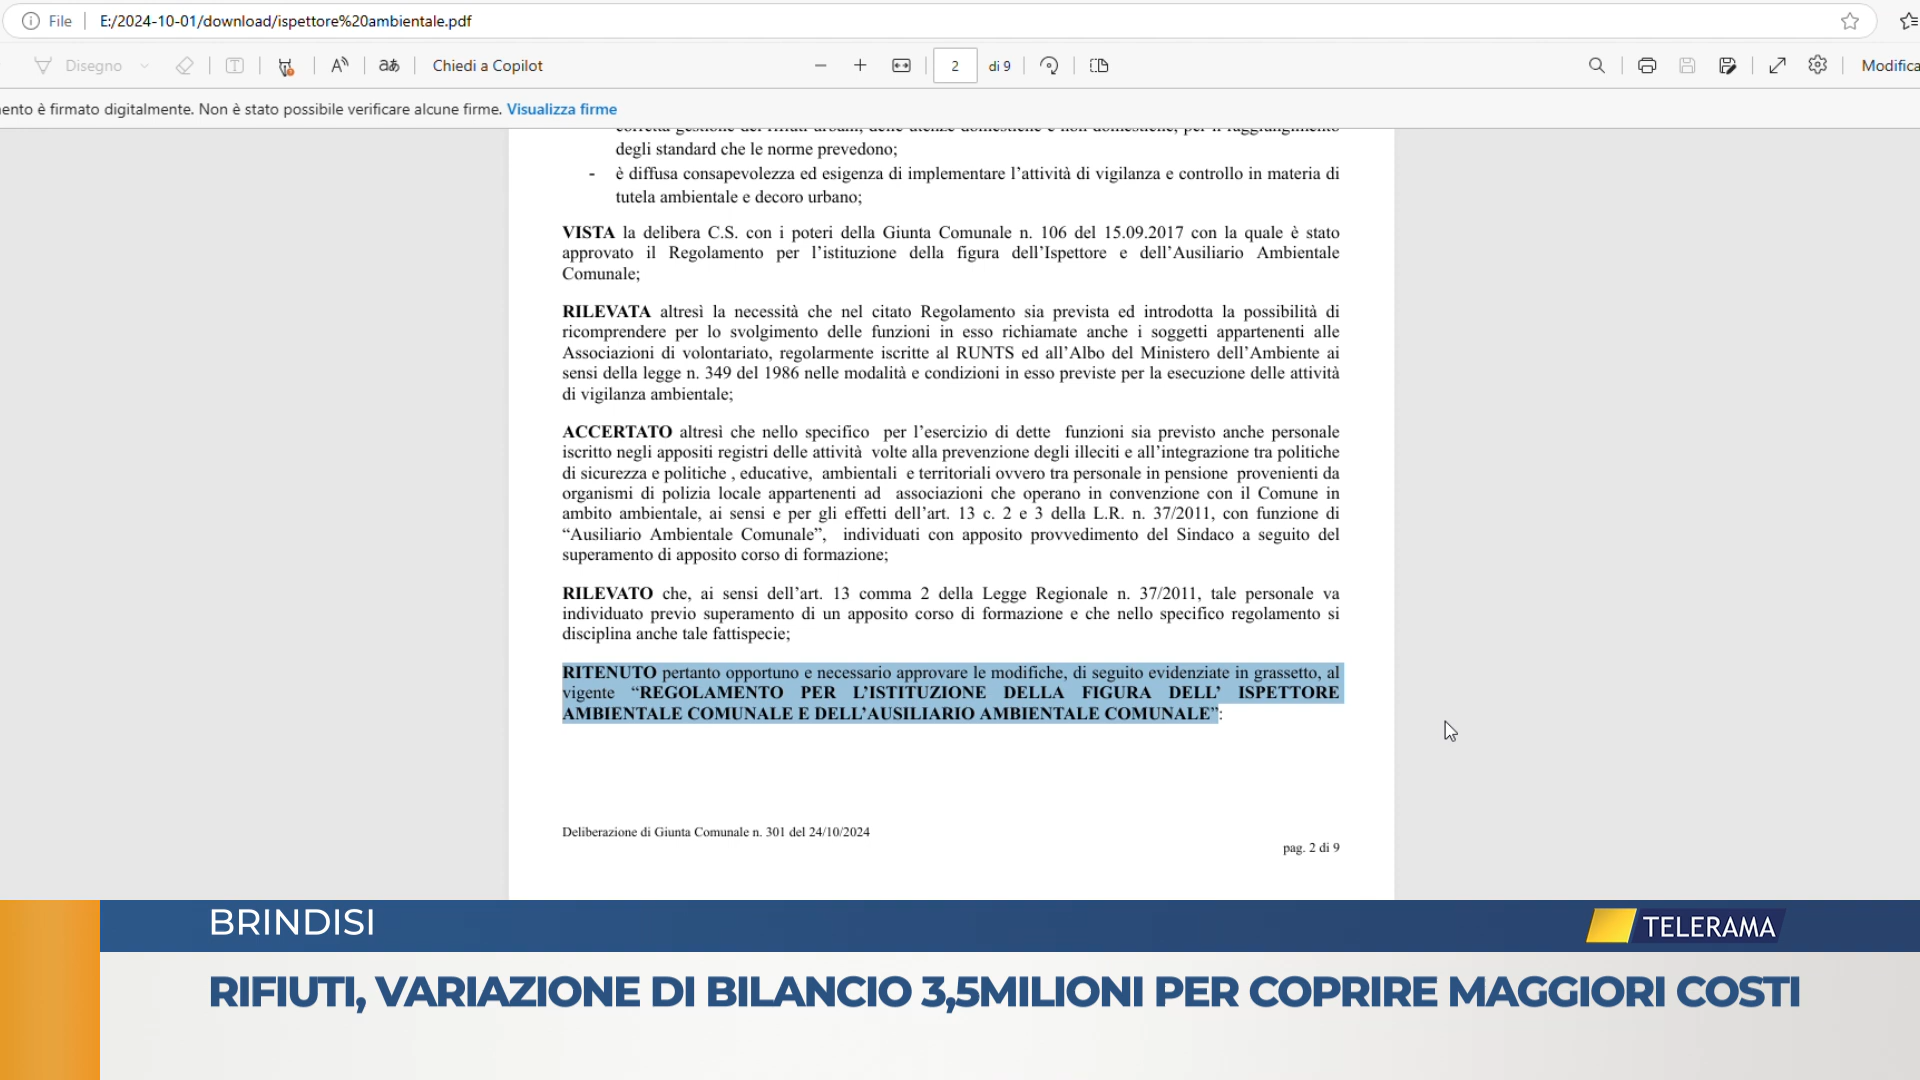 File E:/2024-10-01/download/ispettore%20ambientale.pdf
Disegno Chiedi a Copilot 2 di 9 Modifica
ento è firmato digitalmente. Non è stato possibile verificare alcune firme. Visualizza firme
corretta gestione dei rifiuti urbani, delle utenze domestiche e non domestiche, per il raggiungimento
degli standard che le norme prevedono;
- è diffusa consapevolezza ed esigenza di implementare l’attività di vigilanza e controllo in materia di
tutela ambientale e decoro urbano;
VISTA la delibera C.S. con i poteri della Giunta Comunale n. 106 del 15.09.2017 con la quale è stato
approvato il Regolamento per l’istituzione della figura dell’Ispettore e dell’Ausiliario Ambientale
Comunale;
RILEVATA altresì la necessità che nel citato Regolamento sia prevista ed introdotta la possibilità di
ricomprendere per lo svolgimento delle funzioni in esso richiamate anche i soggetti appartenenti alle
Associazioni di volontariato, regolarmente iscritte al RUNTS ed all’Albo del Ministero dell’Ambiente ai
sensi della legge n. 349 del 1986 nelle modalità e condizioni in esso previste per la esecuzione delle attività
di vigilanza ambientale;
ACCERTATO altresì che nello specifico per l’esercizio di dette funzioni sia previsto anche personale
iscritto negli appositi registri delle attività volte alla prevenzione degli illeciti e all’integrazione tra politiche
di sicurezza e politiche , educative, ambientali e territoriali ovvero tra personale in pensione provenienti da
organismi di polizia locale appartenenti ad associazioni che operano in convenzione con il Comune in
ambito ambientale, ai sensi e per gli effetti dell’art. 13 c. 2 e 3 della L.R. n. 37/2011, con funzione di
“Ausiliario Ambientale Comunale”, individuati con apposito provvedimento del Sindaco a seguito del
superamento di apposito corso di formazione;
RILEVATO che, ai sensi dell’art. 13 comma 2 della Legge Regionale n. 37/2011, tale personale va
individuato previo superamento di un apposito corso di formazione e che nello specifico regolamento si
disciplina anche tale fattispecie;
RITENUTO pertanto opportuno e necessario approvare le modifiche, di seguito evidenziate in grassetto, al
vigente “REGOLAMENTO PER L’ISTITUZIONE DELLA FIGURA DELL’ ISPETTORE
AMBIENTALE COMUNALE E DELL’AUSILIARIO AMBIENTALE COMUNALE”:
Deliberazione di Giunta Comunale n. 301 del 24/10/2024
pag. 2 di 9
BRINDISI
TELERAMA
RIFIUTI, VARIAZIONE DI BILANCIO 3,5MILIONI PER COPRIRE MAGGIORI COSTI